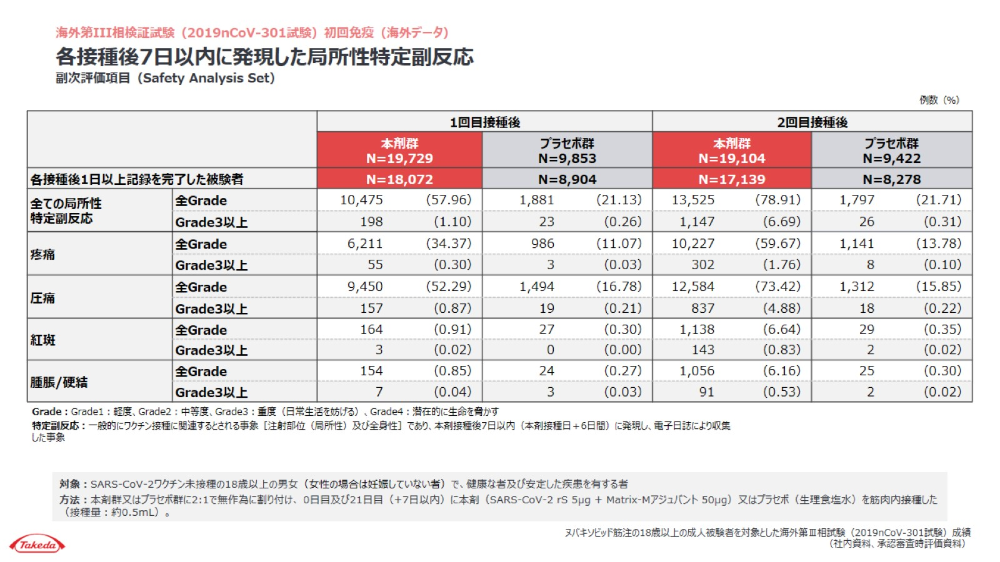 海外第III相検証試験（2019nCoV-301試験）初回免疫（海外データ）
各接種後7日以内に発現した局所性特定副反応
副次評価項目（Safety Analysis Set）
例数（%）
1回目接種後 2回目接種後
本剤群 プラセボ群 本剤群 プラセボ群
N=19,729 N=9,853 N=19,104 N=9,422
各接種後1日以上記録を完了した被験者 N=18,072 N=8,904 N=17,139 N=8,278
全ての局所性
特定副反応
全Grade 10,475 (57.96) 1,881 (21.13) 13,525 (78.91) 1,797 (21.71)
Grade3以上 198 (1.10) 23 (0.26) 1,147 (6.69) 26 (0.31)
疼痛
全Grade 6,211 (34.37) 986 (11.07) 10,227 (59.67) 1,141 (13.78)
Grade3以上 55 (0.30) 3 (0.03) 302 (1.76) 8 (0.10)
圧痛
全Grade 9,450 (52.29) 1,494 (16.78) 12,584 (73.42) 1,312 (15.85)
Grade3以上 157 (0.87) 19 (0.21) 837 (4.88) 18 (0.22)
紅斑
全Grade 164 (0.91) 27 (0.30) 1,138 (6.64) 29 (0.35)
Grade3以上 3 (0.02) 0 (0.00) 143 (0.83) 2 (0.02)
腫脹/硬結
全Grade 154 (0.85) 24 (0.27) 1,056 (6.16) 25 (0.30)
Grade3以上 7 (0.04) 3 (0.03) 91 (0.53) 2 (0.02)
Grade：Grade1：軽度、Grade2：中等度、Grade3：重度（日常生活を妨げる）、Grade4：潜在的に生命を脅かす
特定副反応：一般的にワクチン接種に関連するとされる事象［注射部位（局所性）及び全身性］であり、本剤接種後7日以内（本剤接種日＋6日間）に発現し、電子日誌により収集
した事象
対象：SARS-CoV-2ワクチン未接種の18歳以上の男女（女性の場合は妊娠していない者）で、健康な者及び安定した疾患を有する者
方法：本剤群又はプラセボ群に2:1で無作為に割り付け、0日目及び21日目（+7日以内）に本剤（SARS-CoV-2 rS 5μg + Matrix-Mアジュバント 50μg）又はプラセボ（生理食塩水）を筋肉内接種した
（接種量：約0.5mL）。
ヌバキソビッド筋注の18歳以上の成人被験者を対象とした海外第Ⅲ相試験（2019nCoV-301試験）成績
（社内資料、承認審査時評価資料）
Takeda